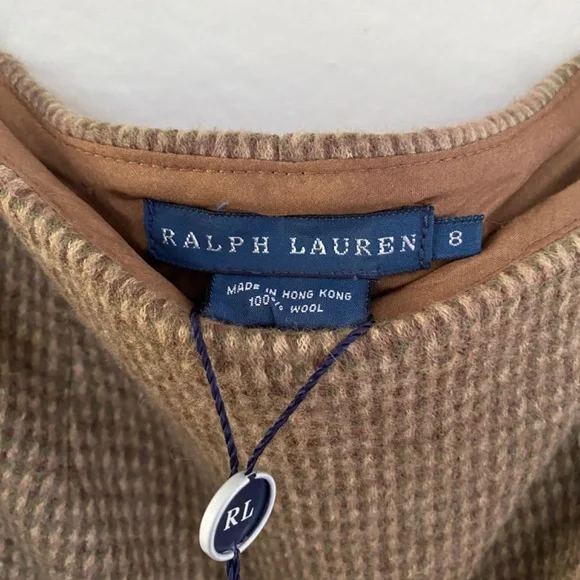 RALPH LAUREN
8
MADE IN HONG KONG
100% WOOL
RL